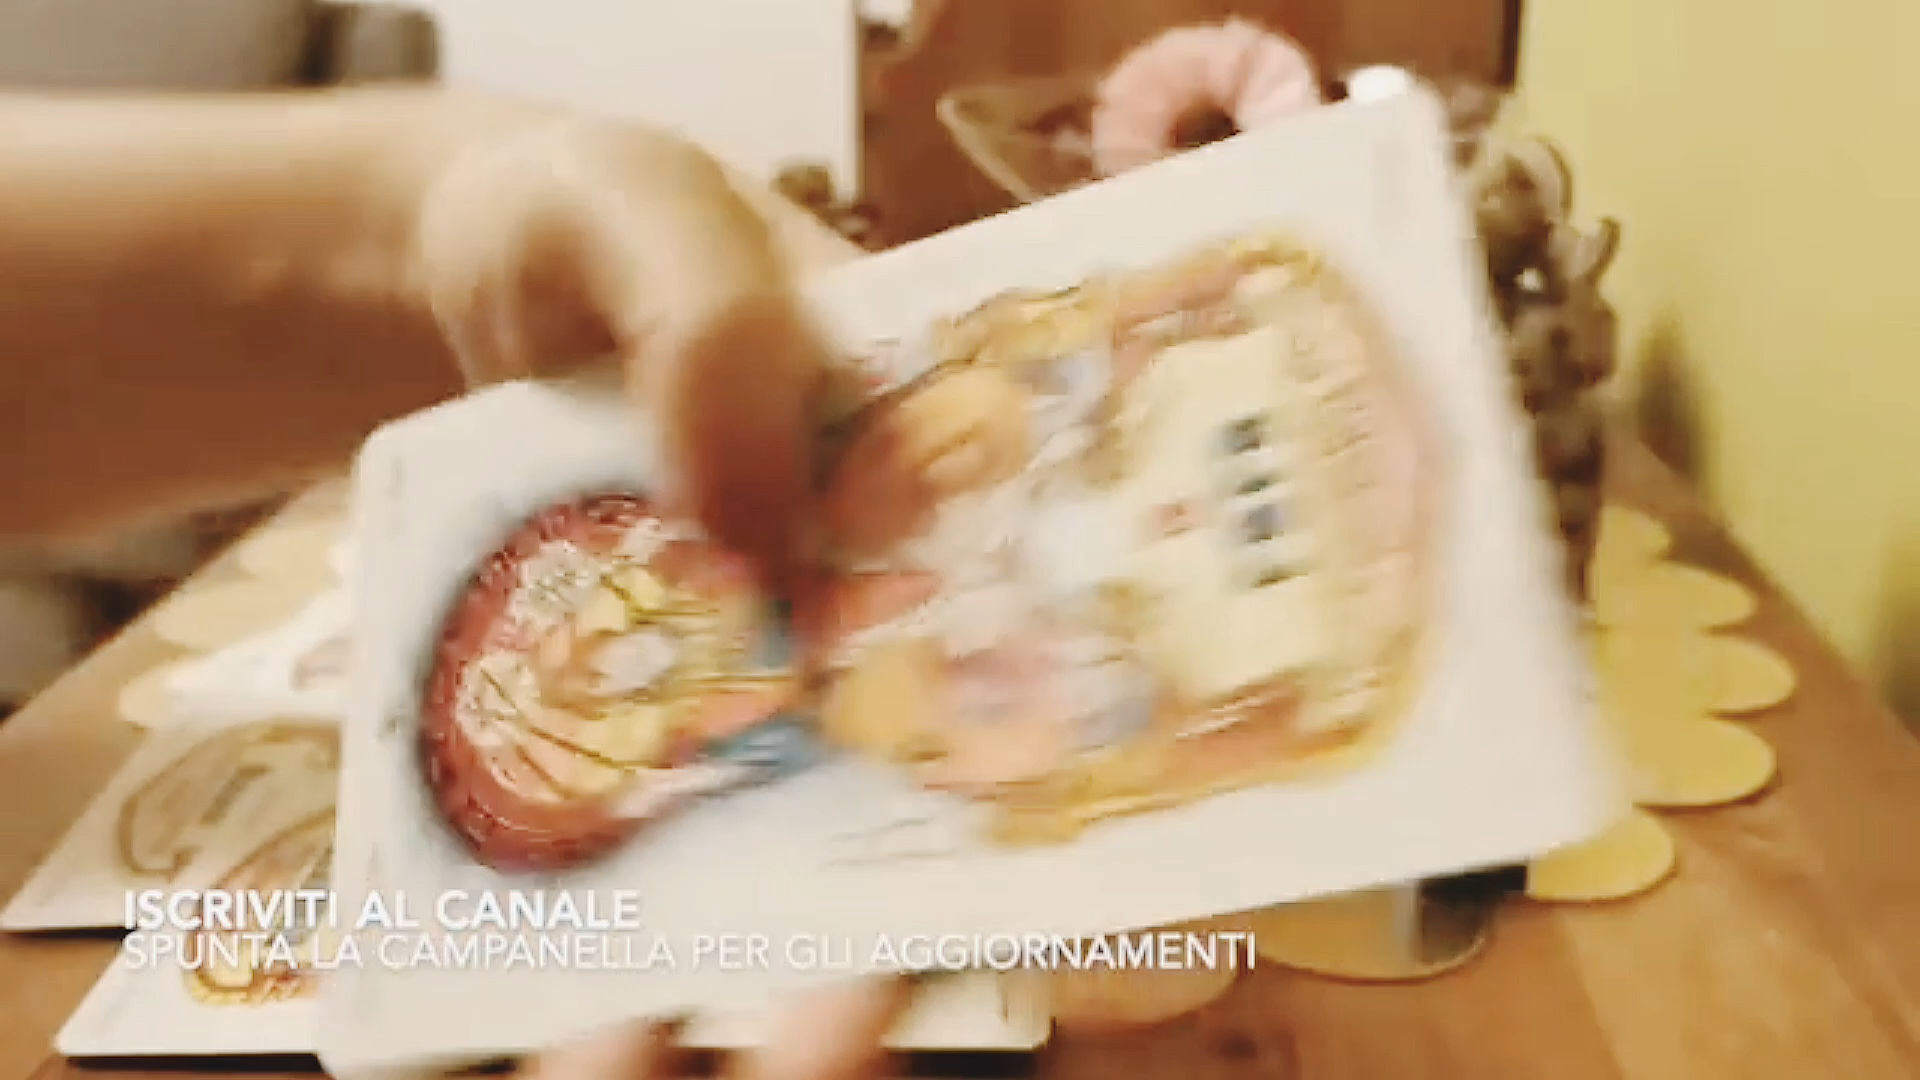 ISCRIVITI AL CANALE
SPUNTA LA CAMPANELLA PER GLI AGGIORNAMENTI